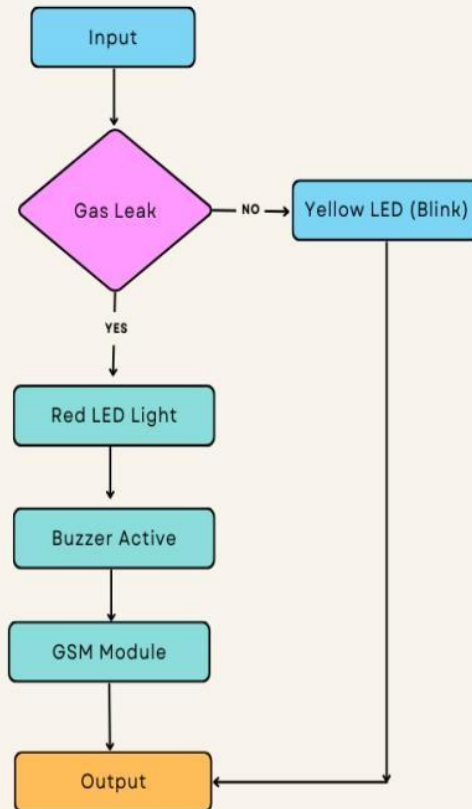 Input
Gas Leak
NO
Yellow LED (Blink)
YES
Red LED Light
Buzzer Active
GSM Module
Output